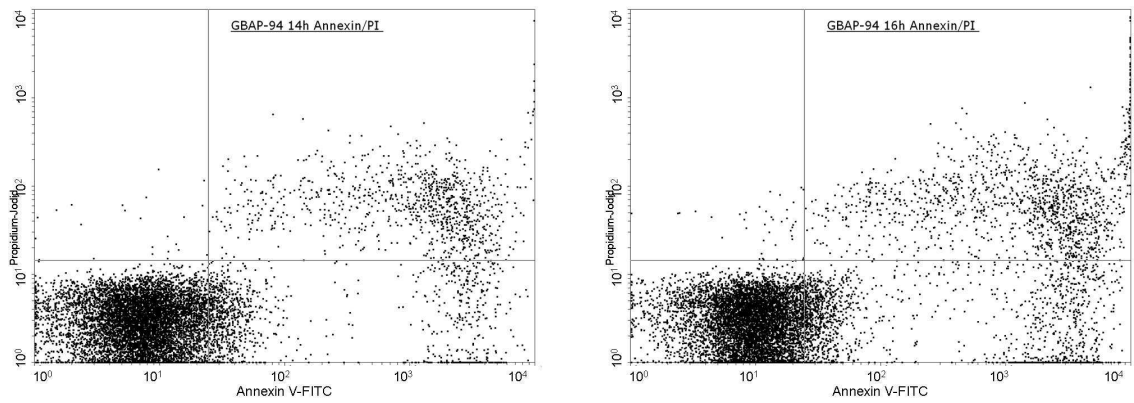 GBAP-94 14h Annexin/PI
10^4
10^3
10^2
10^1
10^0
Propidium-Jodid
10^0 10^1 10^2 10^3 10^4
Annexin V-FITC
GBAP-94 16h Annexin/PI
10^4
10^3
10^2
10^1
10^0
Propidium-Jodid
10^0 10^1 10^2 10^3 10^4
Annexin V-FITC